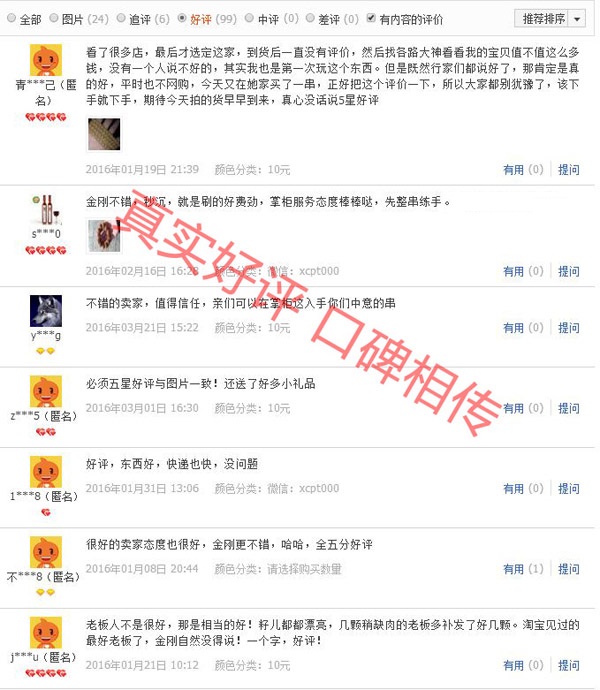 全部 图片 (24) 追评 (6) 好评 (99) 中评 (0) 差评 (0) 有内容的评价 推荐排序
看了很多店，最后才选定这家，到货后一直没有评价，然后找各路大神看看我的宝贝值不值这么多
钱，没有一个人说不好的，其实我也是第一次玩这个东西。但是既然行家们都说好了，那肯定是真
的好，平时也不网购，今天又在她家买了一串，正好把这个评价一下，所以大家都别犹豫了，该下
手就下手，期待今天拍的货早早到来，真心没话说5星好评
青***己（匿
名）
2016年01月19日 21:39 颜色分类：10元 有用 (0) 提问
金刚不错，秒沉，就是刷的好费劲，掌柜服务态度棒棒哒，先整串练手。
s***0
2016年02月16日 16:28 颜色分类：微信：xcpt000 有用 (0) 提问
不错的卖家，值得信任，亲们可以在掌柜这入手你们中意的串
y***g
2016年03月21日 15:22 颜色分类：10元 有用 (0) 提问
必须五星好评与图片一致！还送了好多小礼品
z***5（匿名）
2016年03月01日 16:30 颜色分类：10元 有用 (0) 提问
好评，东西好，快递也快，没问题
1***8（匿名）
2016年01月31日 13:06 颜色分类：微信：xcpt000 有用 (0) 提问
很好的卖家态度也很好，金刚更不错，哈哈，全五分好评
不***8（匿名）
2016年01月08日 20:44 颜色分类：请选择购买数量 有用 (1) 提问
老板人不是很好，那是相当的好！籽儿都都漂亮，几颗稍缺肉的老板多补发了好几颗。淘宝见过的
最好老板了，金刚自然没得说！一个字，好评！
j***u（匿名）
2016年01月21日 10:12 颜色分类：10元 有用 (0) 提问
真实好评 口碑相传